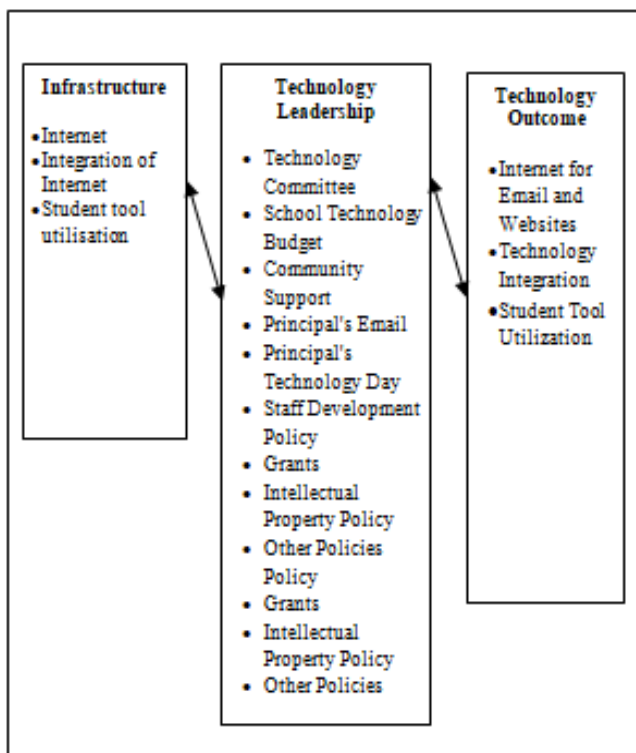 Infrastructure
•Internet
•Integration of
Internet
•Student tool
utilisation
Technology
Leadership
• Technology
Committee
• School Technology
Budget
• Community
Support
• Principal's Email
• Principal's
Technology Day
• Staff Development
Policy
• Grants
• Intellectual
Property Policy
• Other Policies
Policy
• Grants
• Intellectual
Property Policy
• Other Policies
Technology
Outcome
•Internet for
Email and
Websites
•Technology
Integration
•Student Tool
Utilization